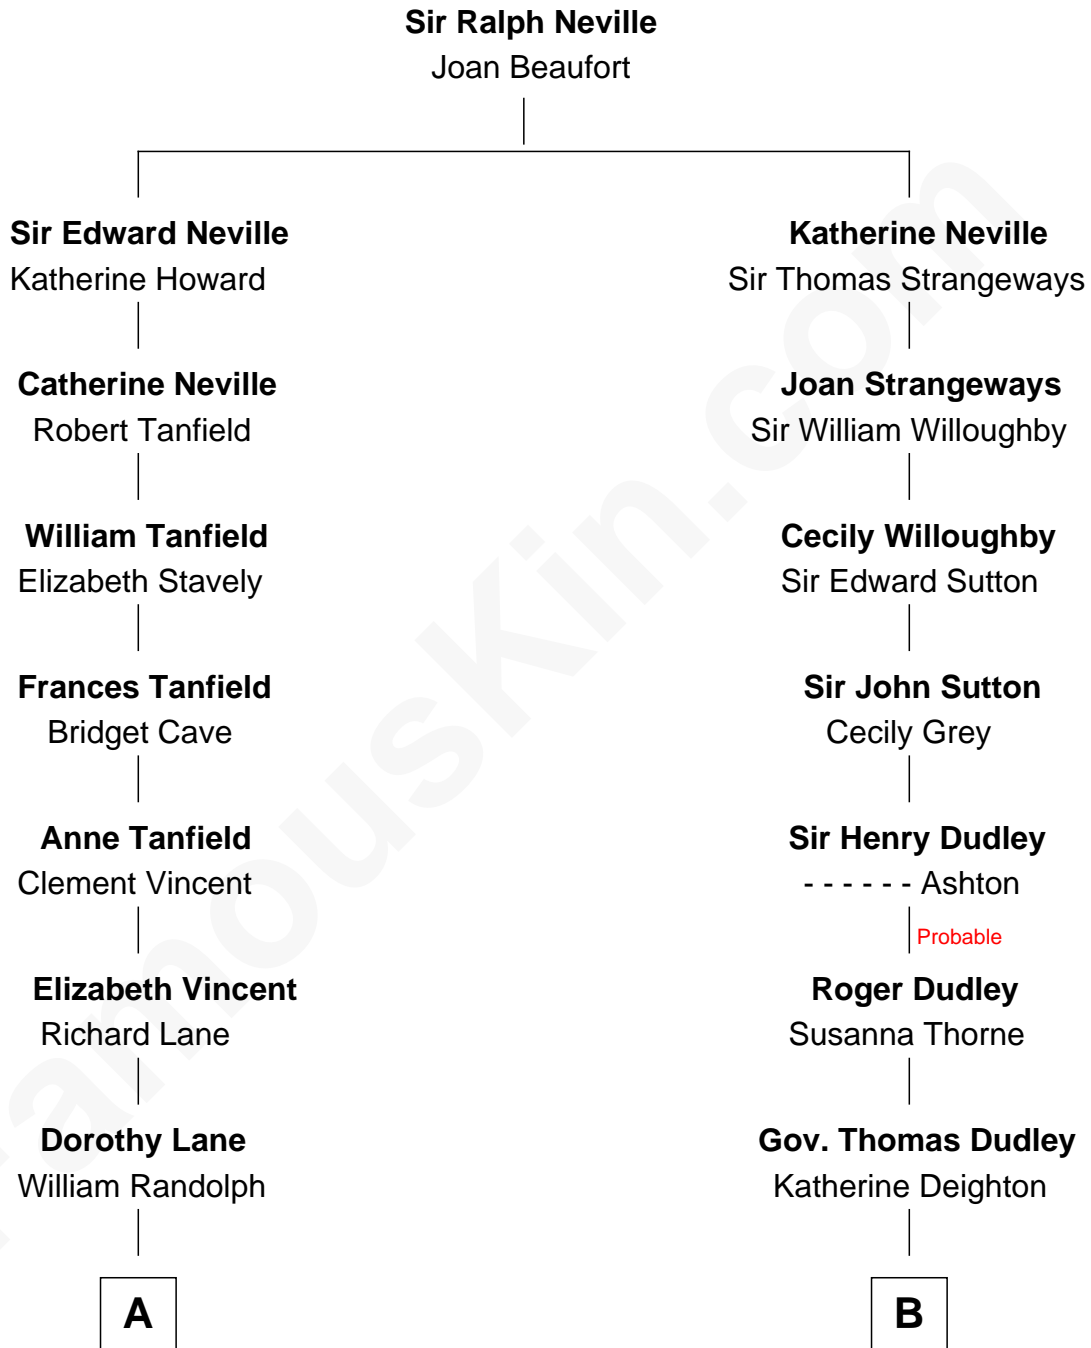 Sir Ralph Neville
Joan Beaufort
Sir Edward Neville
Katherine Howard
Katherine Neville
Sir Thomas Strangeways
Catherine Neville
Robert Tanfield
Joan Strangeways
Sir William Willoughby
William Tanfield
Elizabeth Stavely
Cecily Willoughby
Sir Edward Sutton
Frances Tanfield
Bridget Cave
Sir John Sutton
Cecily Grey
Anne Tanfield
Clement Vincent
Sir Henry Dudley
- - - - - - Ashton
Probable
Elizabeth Vincent
Richard Lane
Roger Dudley
Susanna Thorne
Dorothy Lane
William Randolph
Gov. Thomas Dudley
Katherine Deighton
A
B
FamousKin.com